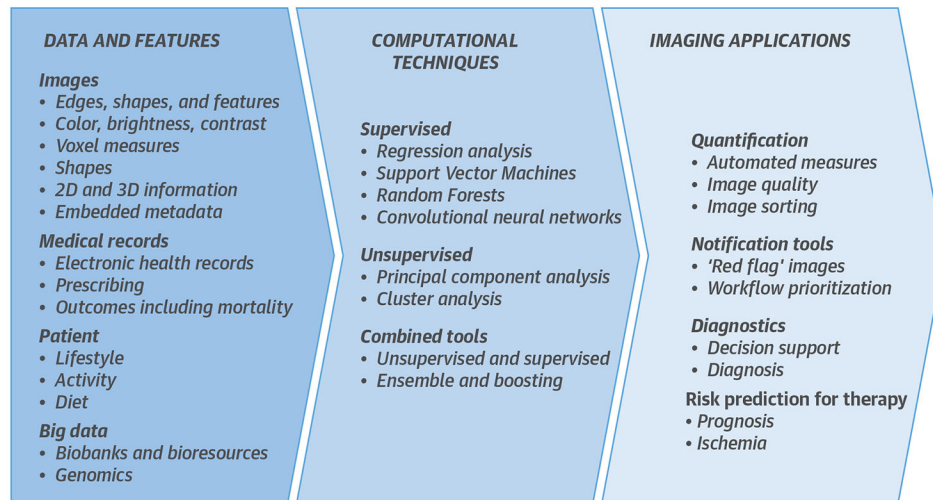 DATA AND FEATURES
Images
• Edges, shapes, and features
• Color, brightness, contrast
• Voxel measures
• Shapes
• 2D and 3D information
• Embedded metadata
Medical records
• Electronic health records
• Prescribing
• Outcomes including mortality
Patient
• Lifestyle
• Activity
• Diet
Big data
• Biobanks and bioresources
• Genomics
COMPUTATIONAL
TECHNIQUES
Supervised
• Regression analysis
• Support Vector Machines
• Random Forests
• Convolutional neural networks
Unsupervised
• Principal component analysis
• Cluster analysis
Combined tools
• Unsupervised and supervised
• Ensemble and boosting
IMAGING APPLICATIONS
Quantification
• Automated measures
• Image quality
• Image sorting
Notification tools
• 'Red flag' images
• Workflow prioritization
Diagnostics
• Decision support
• Diagnosis
Risk prediction for therapy
• Prognosis
• Ischemia